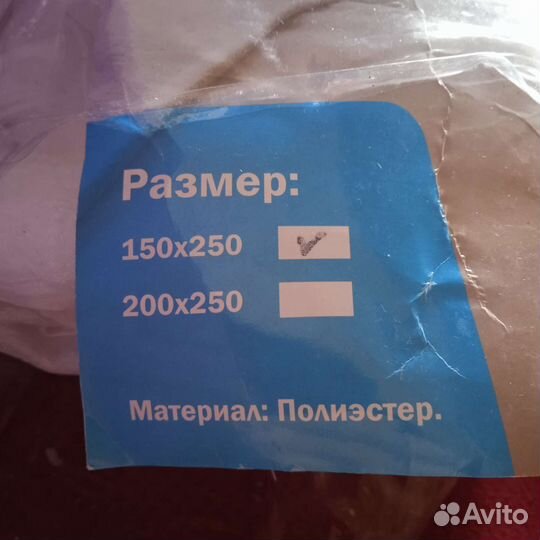 Размер:
150x250
200x250
Материал: Полиэстер.
Avito